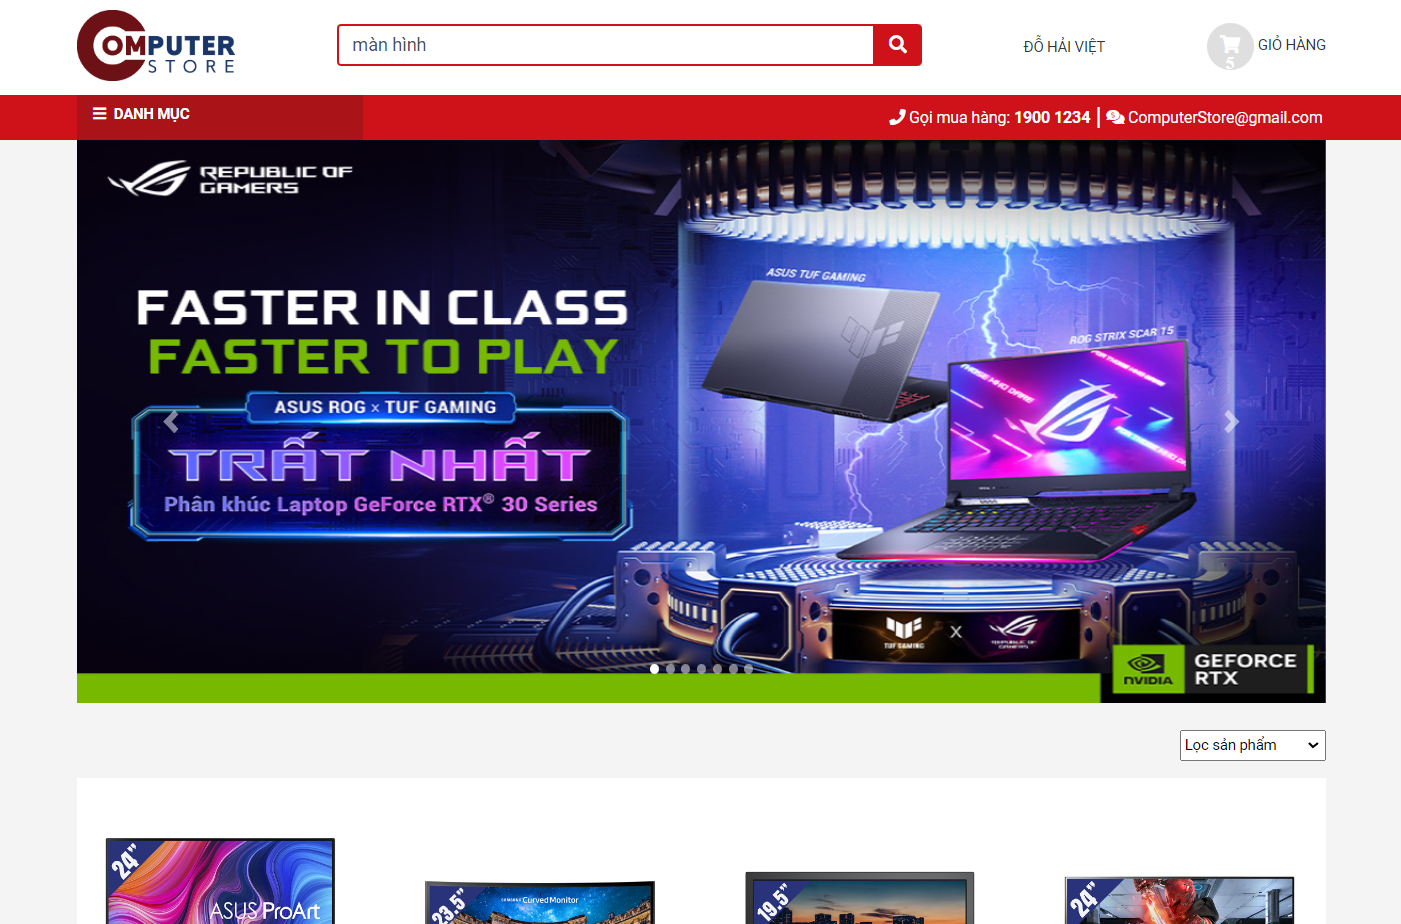 COMPUTER
STORE
màn hình
ĐỖ HẢI VIỆT
5
GIỎ HÀNG
DANH MỤC
Gọi mua hàng: 1900 1234 | ComputerStore@gmail.com
REPUBLIC OF
GAMERS
FASTER IN CLASS
FASTER TO PLAY
ASUS ROG x TUF GAMING
TRẤT NHẤT
Phân khúc Laptop GeForce RTX® 30 Series
ASUS TUF GAMING
ROG STRIX SCAR 15
TUF GAMING
X
REPUBLIC OF
GAMERS
NVIDIA
GEFORCE
RTX
Lọc sản phẩm
24”
ASUS ProArt
23.5”
SAMSUNG Curved Monitor
19.5”
24”